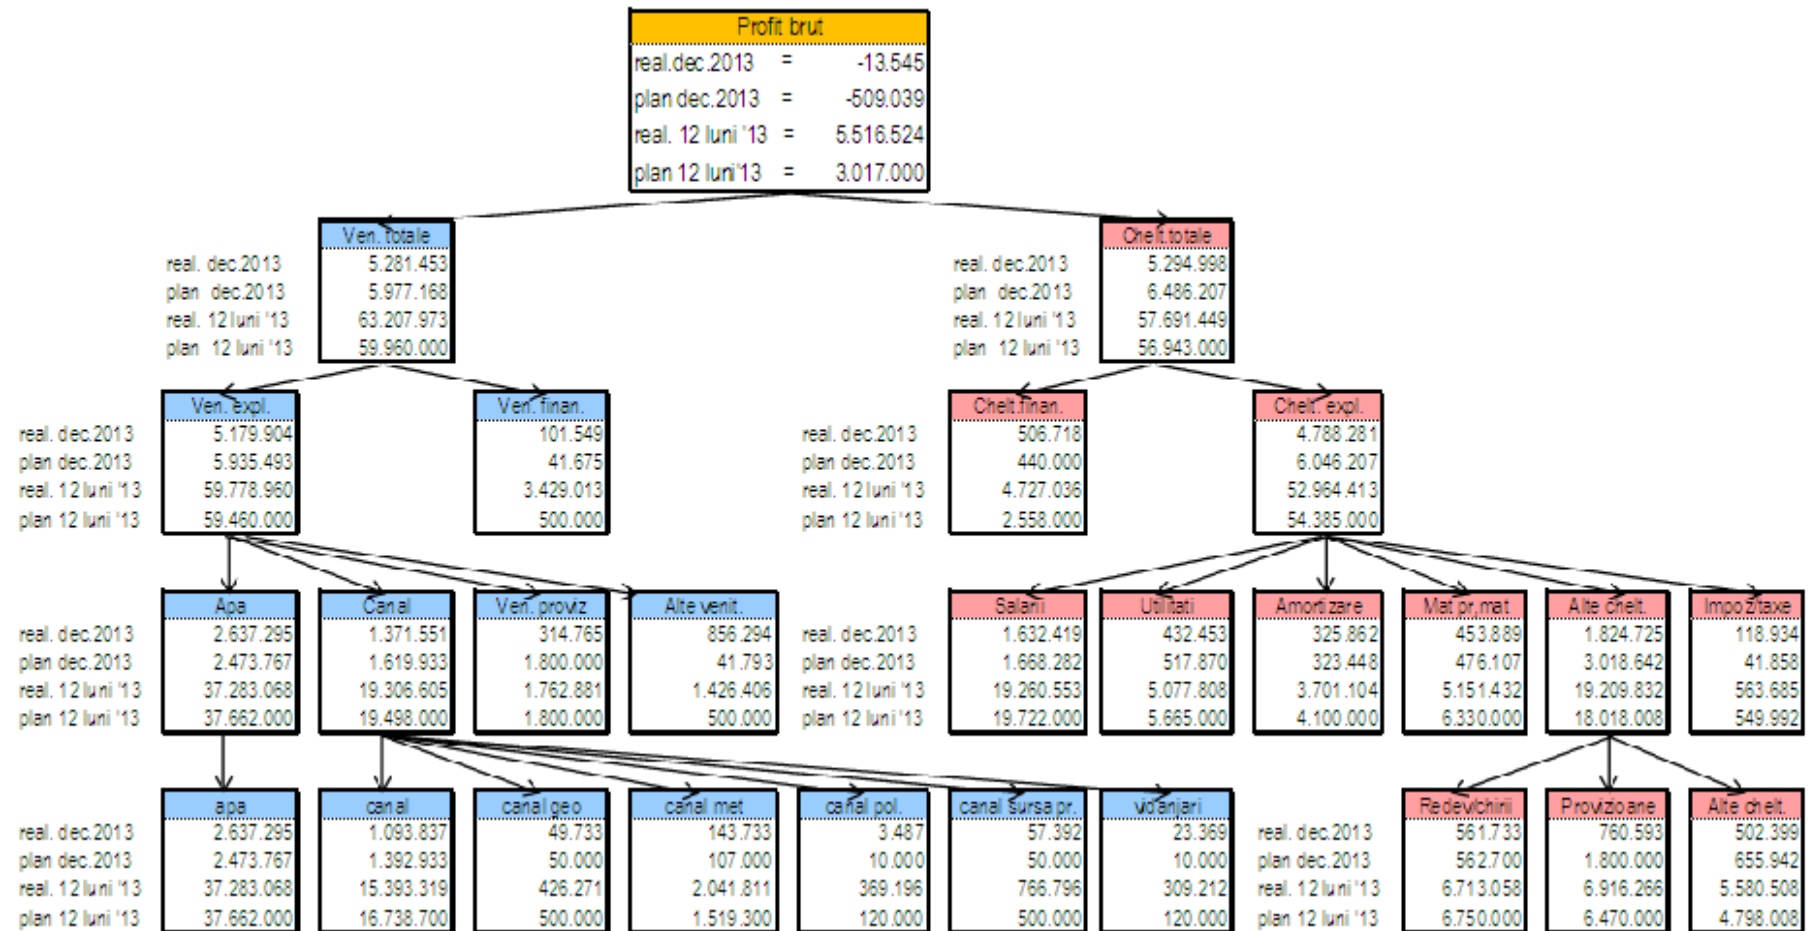 Profit brut
real.dec.2013 = -13.545
plan dec.2013 = -509.039
real. 12 luni '13 = 5.516.524
plan 12 luni'13 = 3.017.000
Ven. totale Chelt.totale
real. dec.2013 5.281.453 real. dec.2013 5.294.998
plan dec.2013 5.977.168 plan dec.2013 6.486.207
real. 12 luni '13 63.207.973 real. 12 luni '13 57.691.449
plan 12 luni '13 59.960.000 plan 12 luni '13 56.943.000
Ven. expl. Ven. finan. Chelt.finan. Chelt. expl.
real. dec.2013 5.179.904 101.549 real. dec.2013 506.718 4.788.281
plan dec.2013 5.935.493 41.675 plan dec.2013 440.000 6.046.207
real. 12 luni '13 59.778.960 3.429.013 real. 12 luni '13 4.727.036 52.964.413
plan 12 luni '13 59.460.000 500.000 plan 12 luni '13 2.558.000 54.385.000
Apa Canal Ven. proviz Alte venit. Salarii Utilitati Amortizare Mat pr,mat Alte chelt. Impoz/taxe
real. dec.2013 2.637.295 1.371.551 314.765 856.294 real. dec.2013 1.632.419 432.453 325.862 453.889 1.824.725 118.934
plan dec.2013 2.473.767 1.619.933 1.800.000 41.793 plan dec.2013 1.668.282 517.870 323.448 476.107 3.018.642 41.858
real. 12 luni '13 37.283.068 19.306.605 1.762.881 1.426.406 real. 12 luni '13 19.260.553 5.077.808 3.701.104 5.151.432 19.209.832 563.685
plan 12 luni '13 37.662.000 19.498.000 1.800.000 500.000 plan 12 luni '13 19.722.000 5.665.000 4.100.000 6.330.000 18.018.008 549.992
apa canal canal geo canal met canal pol. canal sursa pr. vidanjari Redev/chirii Provizioane Alte chelt.
real. dec.2013 2.637.295 1.093.837 49.733 143.733 3.487 57.392 23.369 real. dec.2013 561.733 760.593 502.399
plan dec.2013 2.473.767 1.392.933 50.000 107.000 10.000 50.000 10.000 plan dec.2013 562.700 1.800.000 655.942
real. 12 luni '13 37.283.068 15.393.319 426.271 2.041.811 369.196 766.796 309.212 real. 12 luni '13 6.713.058 6.916.266 5.580.508
plan 12 luni '13 37.662.000 16.738.700 500.000 1.519.300 120.000 500.000 120.000 plan 12 luni '13 6.750.000 6.470.000 4.798.008